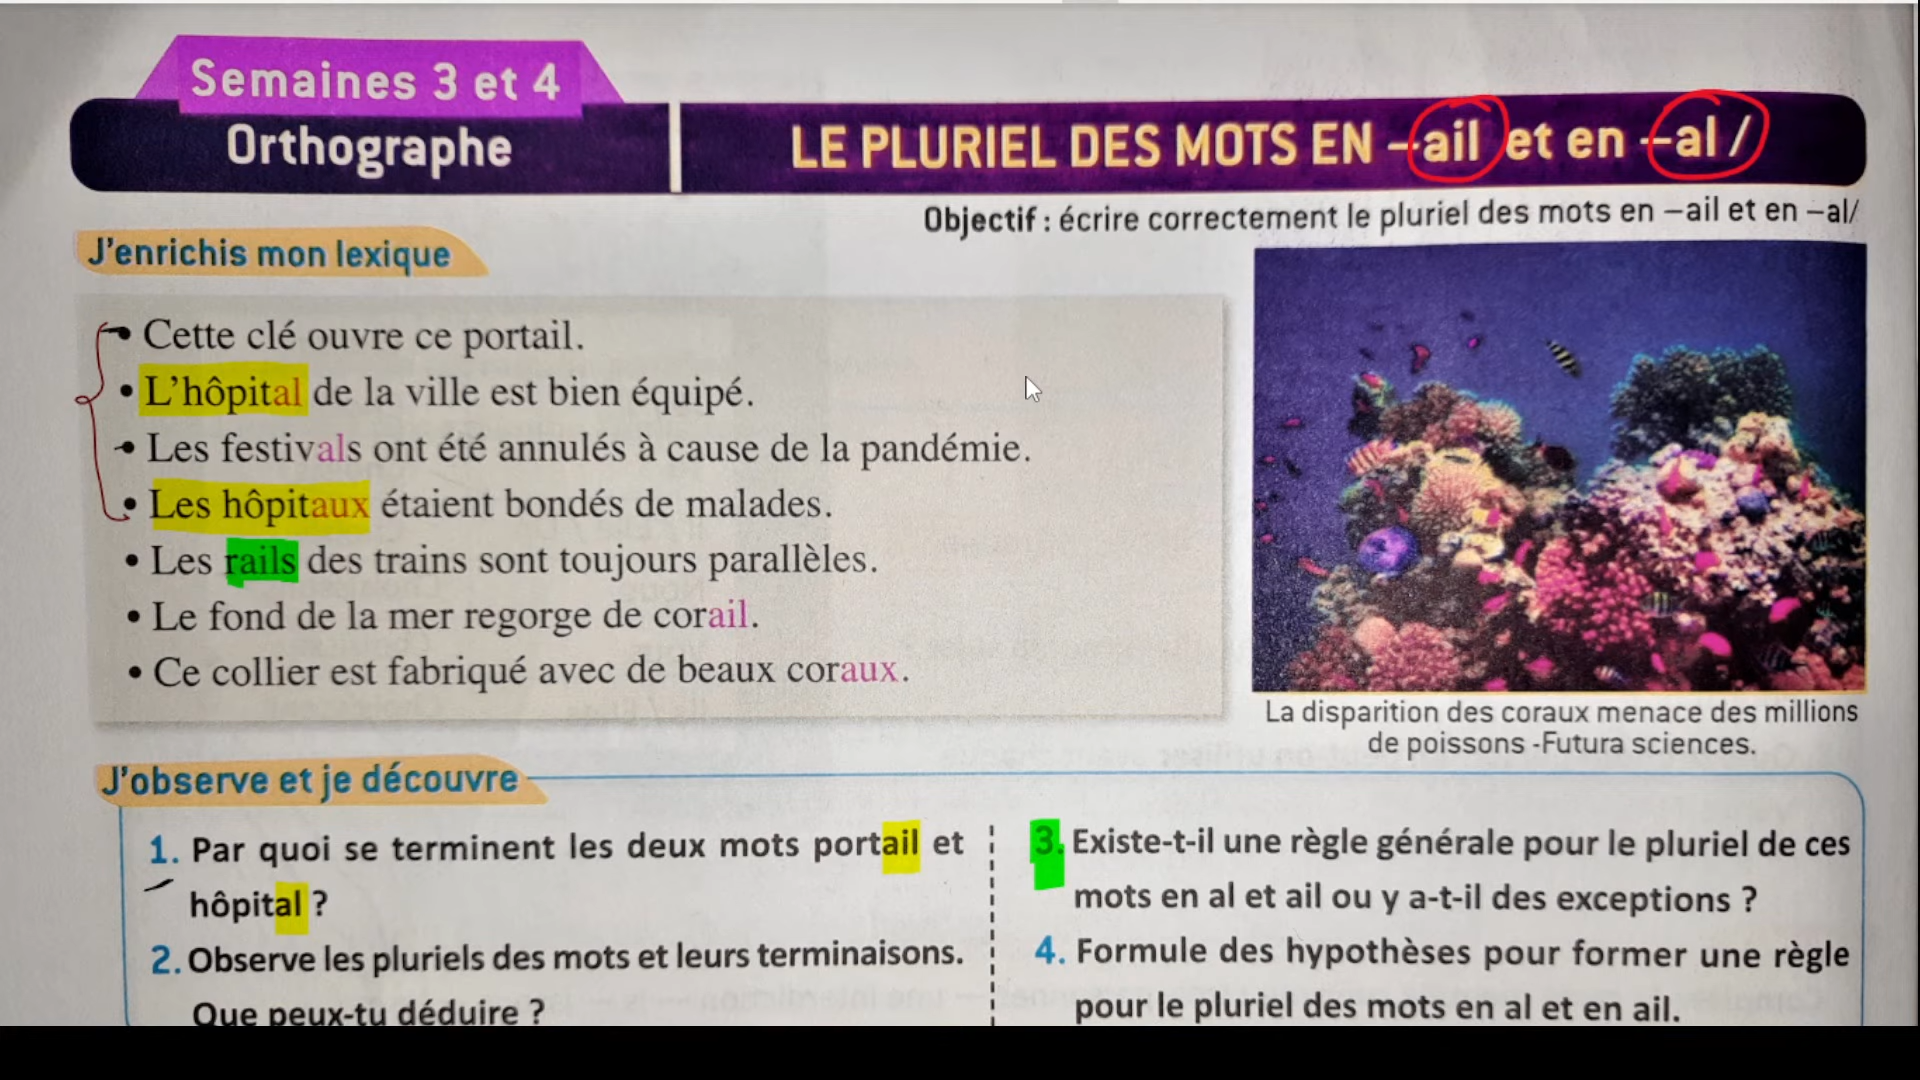 Semaines 3 et 4
Orthographe
LE PLURIEL DES MOTS EN –ail et en –al /
Objectif : écrire correctement le pluriel des mots en –ail et en –al/
J'enrichis mon lexique
• Cette clé ouvre ce portail.
• L'hôpital de la ville est bien équipé.
• Les festivals ont été annulés à cause de la pandémie.
• Les hôpitaux étaient bondés de malades.
• Les rails des trains sont toujours parallèles.
• Le fond de la mer regorge de corail.
• Ce collier est fabriqué avec de beaux coraux.
La disparition des coraux menace des millions
de poissons -Futura sciences.
J'observe et je découvre
1. Par quoi se terminent les deux mots portail et
hôpital ?
2. Observe les pluriels des mots et leurs terminaisons.
Que peux-tu déduire ?
3. Existe-t-il une règle générale pour le pluriel de ces
mots en al et ail ou y a-t-il des exceptions ?
4. Formule des hypothèses pour former une règle
pour le pluriel des mots en al et en ail.